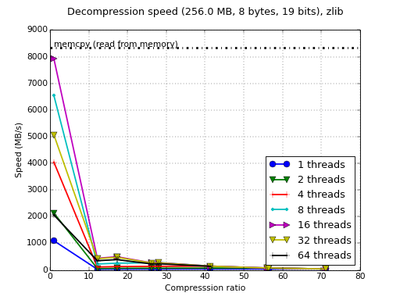 Decompression speed (256.0 MB, 8 bytes, 19 bits), zlib
9000
8000
7000
6000
5000
4000
3000
2000
1000
0
Speed (MB/s)
memcpy (read from memory)
1 threads
2 threads
4 threads
8 threads
16 threads
32 threads
64 threads
0 10 20 30 40 50 60 70 80
Compresssion ratio